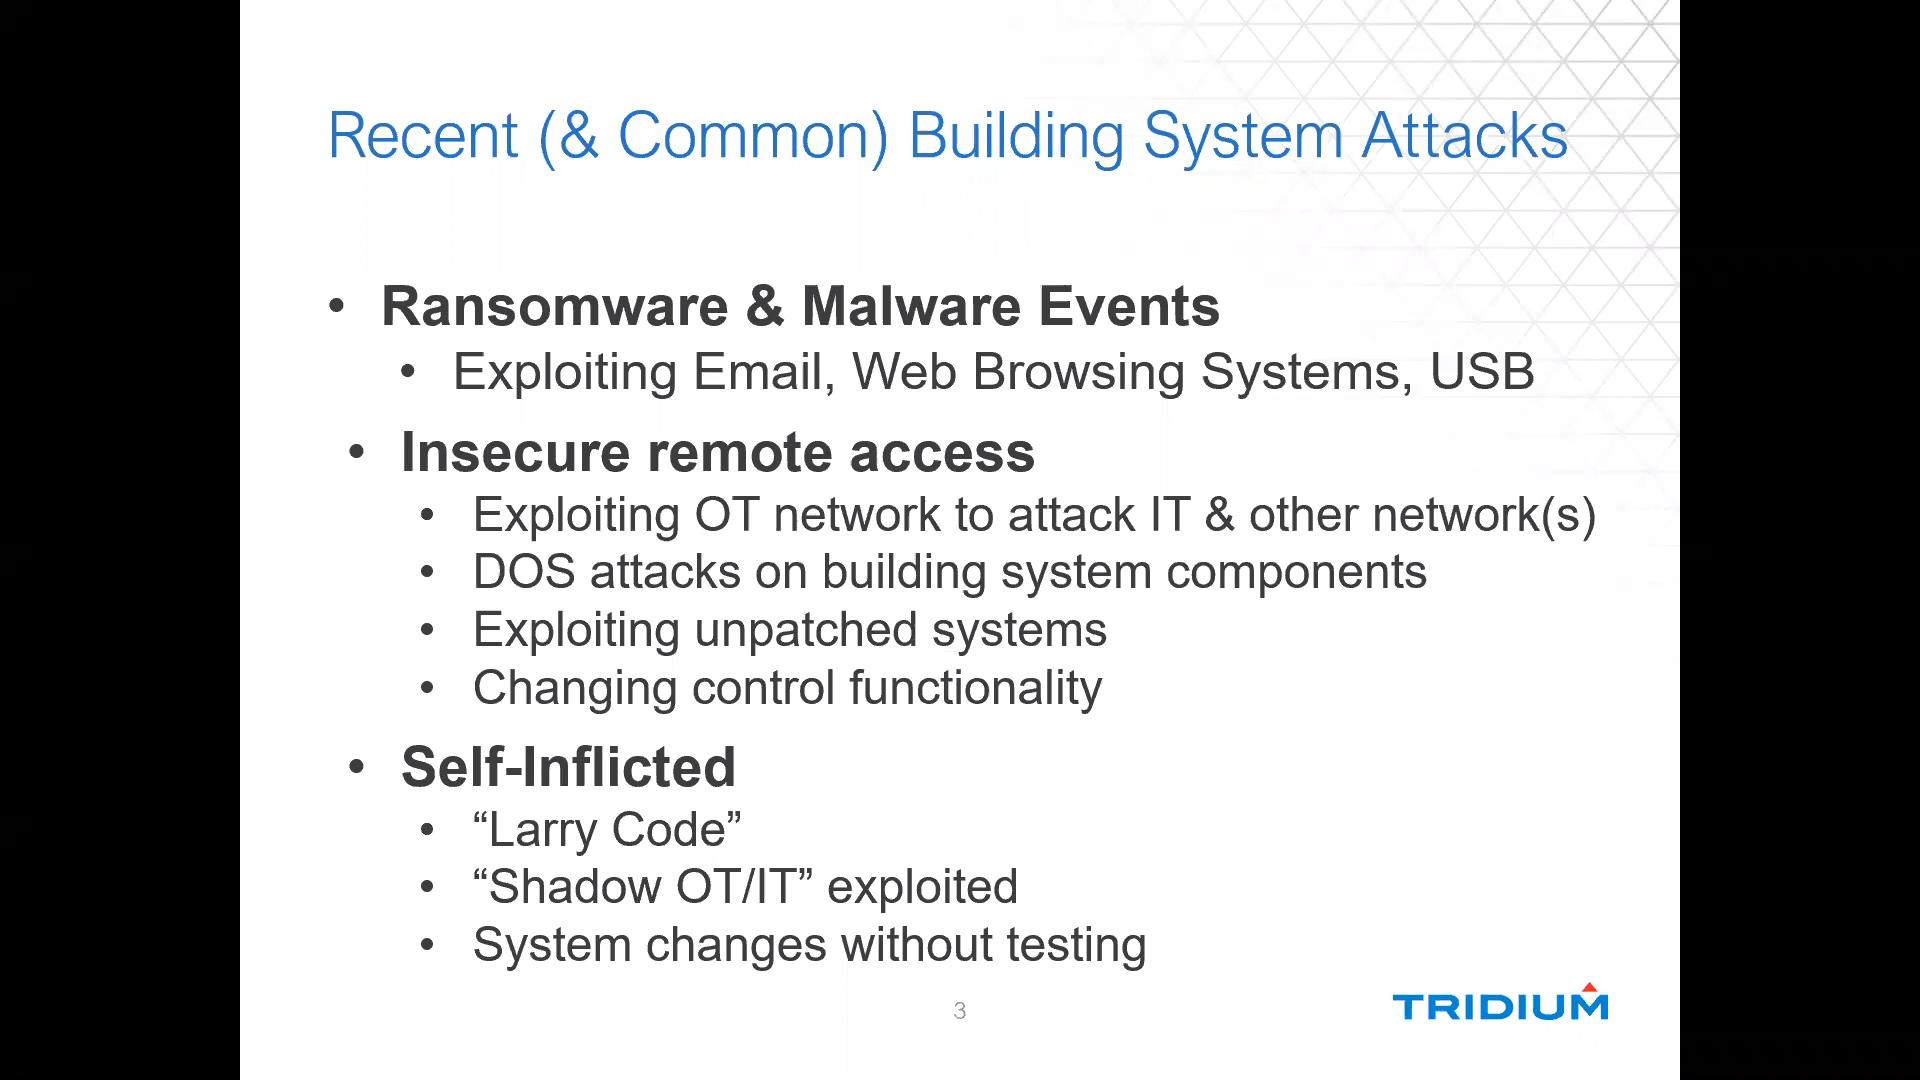 Recent (& Common) Building System Attacks
• Ransomware & Malware Events
• Exploiting Email, Web Browsing Systems, USB
• Insecure remote access
• Exploiting OT network to attack IT & other network(s)
• DOS attacks on building system components
• Exploiting unpatched systems
• Changing control functionality
• Self-Inflicted
• “Larry Code”
• “Shadow OT/IT” exploited
• System changes without testing
3
TRIDIUM